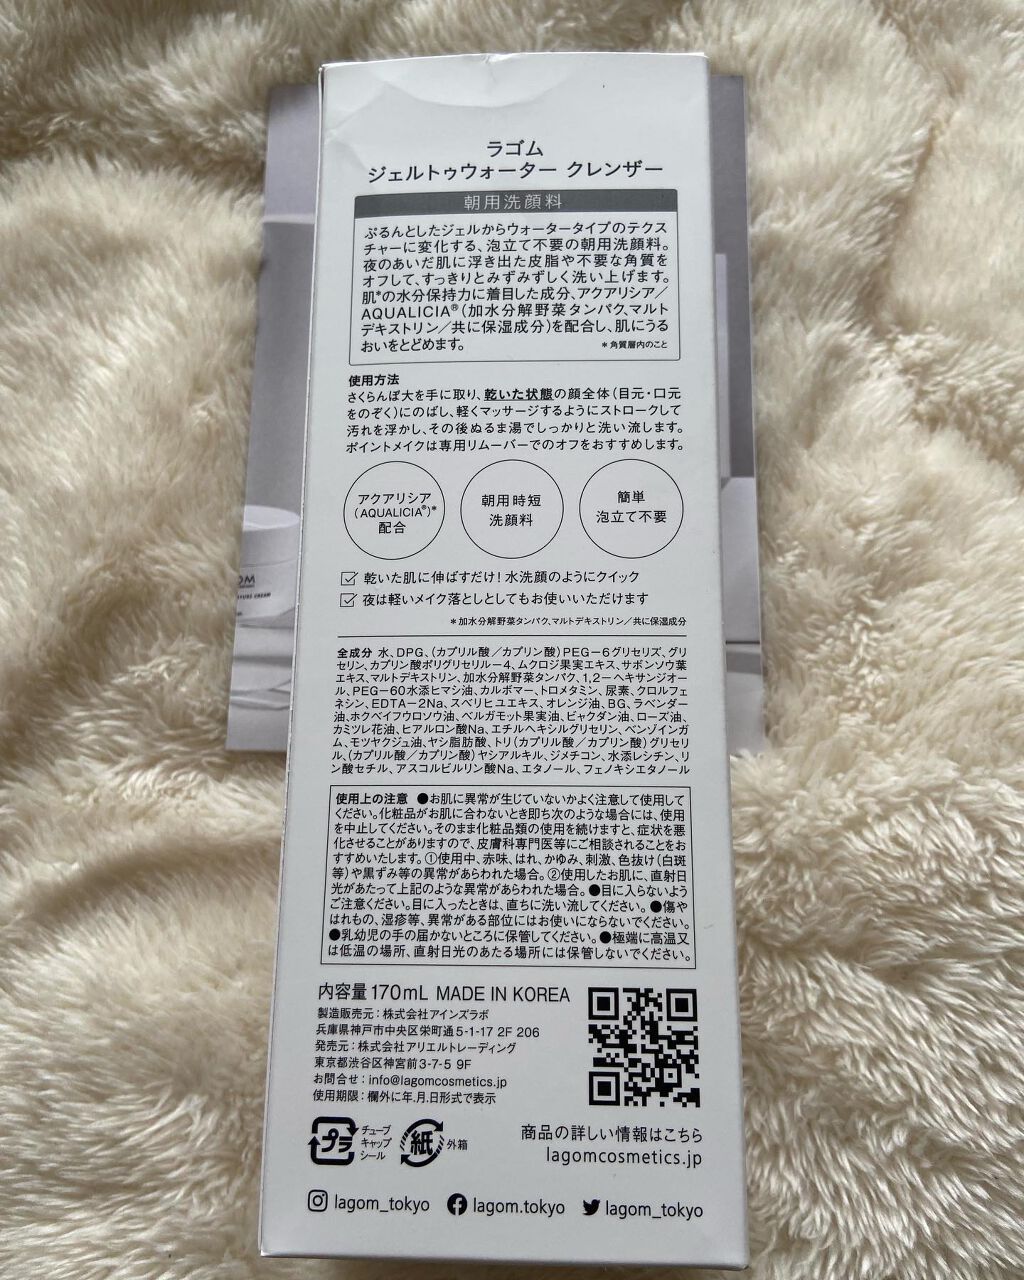 ラゴム
ジェルトゥウォーター クレンザー
朝用洗顔料
ぷるんとしたジェルからウォータータイプのテクス
チャーに変化する、泡立て不要の朝用洗顔料。
夜のあいだ肌に浮き出た皮脂や不要な角質を
オフして、すっきりとみずみずしく洗い上げます。
肌*の水分保持力に着目した成分、アクアリシア／
AQUALICIA®（加水分解野菜タンパク、マルト
デキストリン／共に保湿成分）を配合し、肌にうる
おいをとどめます。 ＊角質層内のこと
使用方法
さくらんぼ大を手に取り、乾いた状態の顔全体（目元・口元
をのぞく）にのばし、軽くマッサージするようにストロークして
汚れを浮かし、その後ぬるま湯でしっかりと洗い流します。
ポイントメイクは専用リムーバーでのオフをおすすめします。
アクアリシア
（AQUALICIA®）*
配合
朝用時短
洗顔料
簡単
泡立て不要
乾いた肌に伸ばすだけ！水洗顔のようにクイック
夜は軽いメイク落としとしてもお使いいただけます
＊加水分解野菜タンパク、マルトデキストリン／共に保湿成分
全成分 水、DPG、（カプリル酸／カプリン酸）PEG－6グリセリズ、グリ
セリン、カプリン酸ポリグリセリル－4、ムクロジ果実エキス、サボンソウ葉
エキス、マルトデキストリン、加水分解野菜タンパク、1,2－ヘキサンジオー
ル、PEG－60水添ヒマシ油、カルボマー、トロメタミン、尿素、クロルフェ
ネシン、EDTA－2Na、スベリヒユエキス、オレンジ油、BG、ラベンダー
油、ホクベイフウロソウ油、ベルガモット果実油、ビャクダン油、ローズ油、
カミツレ花油、ヒアルロン酸Na、エチルヘキシルグリセリン、ベンゾインガ
ム、モツヤクジュ油、ヤシ脂肪酸、トリ（カプリル酸／カプリン酸）グリセリ
ル、（カプリル酸／カプリン酸）ヤシアルキル、ジメチコン、水添レシチン、リ
ン酸セチル、アスコルビルリン酸Na、エタノール、フェノキシエタノール
使用上の注意 ●お肌に異常が生じていないかよく注意して使用して
ください。化粧品がお肌に合わないとき即ち次のような場合には、使用
を中止してください。そのまま化粧品類の使用を続けますと、症状を悪
化させることがありますので、皮膚科専門医等にご相談されることをお
すすめいたします。①使用中、赤味、はれ、かゆみ、刺激、色抜け（白斑
等）や黒ずみ等の異常があらわれた場合。②使用したお肌に、直射日
光があたって上記のような異常があらわれた場合。●目に入らないよう
ご注意ください。目に入ったときは、直ちに洗い流してください。●傷や
はれもの、湿疹等、異常がある部位にはお使いにならないでください。
●乳幼児の手の届かないところに保管してください。●極端に高温又
は低温の場所、直射日光のあたる場所には保管しないでください。
内容量 170mL MADE IN KOREA
製造販売元：株式会社アインズラボ
兵庫県神戸市中央区栄町通5-1-17 2F 206
発売元：株式会社アリエルトレーディング
東京都渋谷区神宮前3-7-5 9F
お問合せ：info@lagomcosmetics.jp
使用期限：欄外に年.月.日形式で表示
プラ
チューブ
キャップ
シール
紙
外箱
商品の詳しい情報はこちら
lagomcosmetics.jp
lagom_tokyo
lagom.tokyo
lagom_tokyo